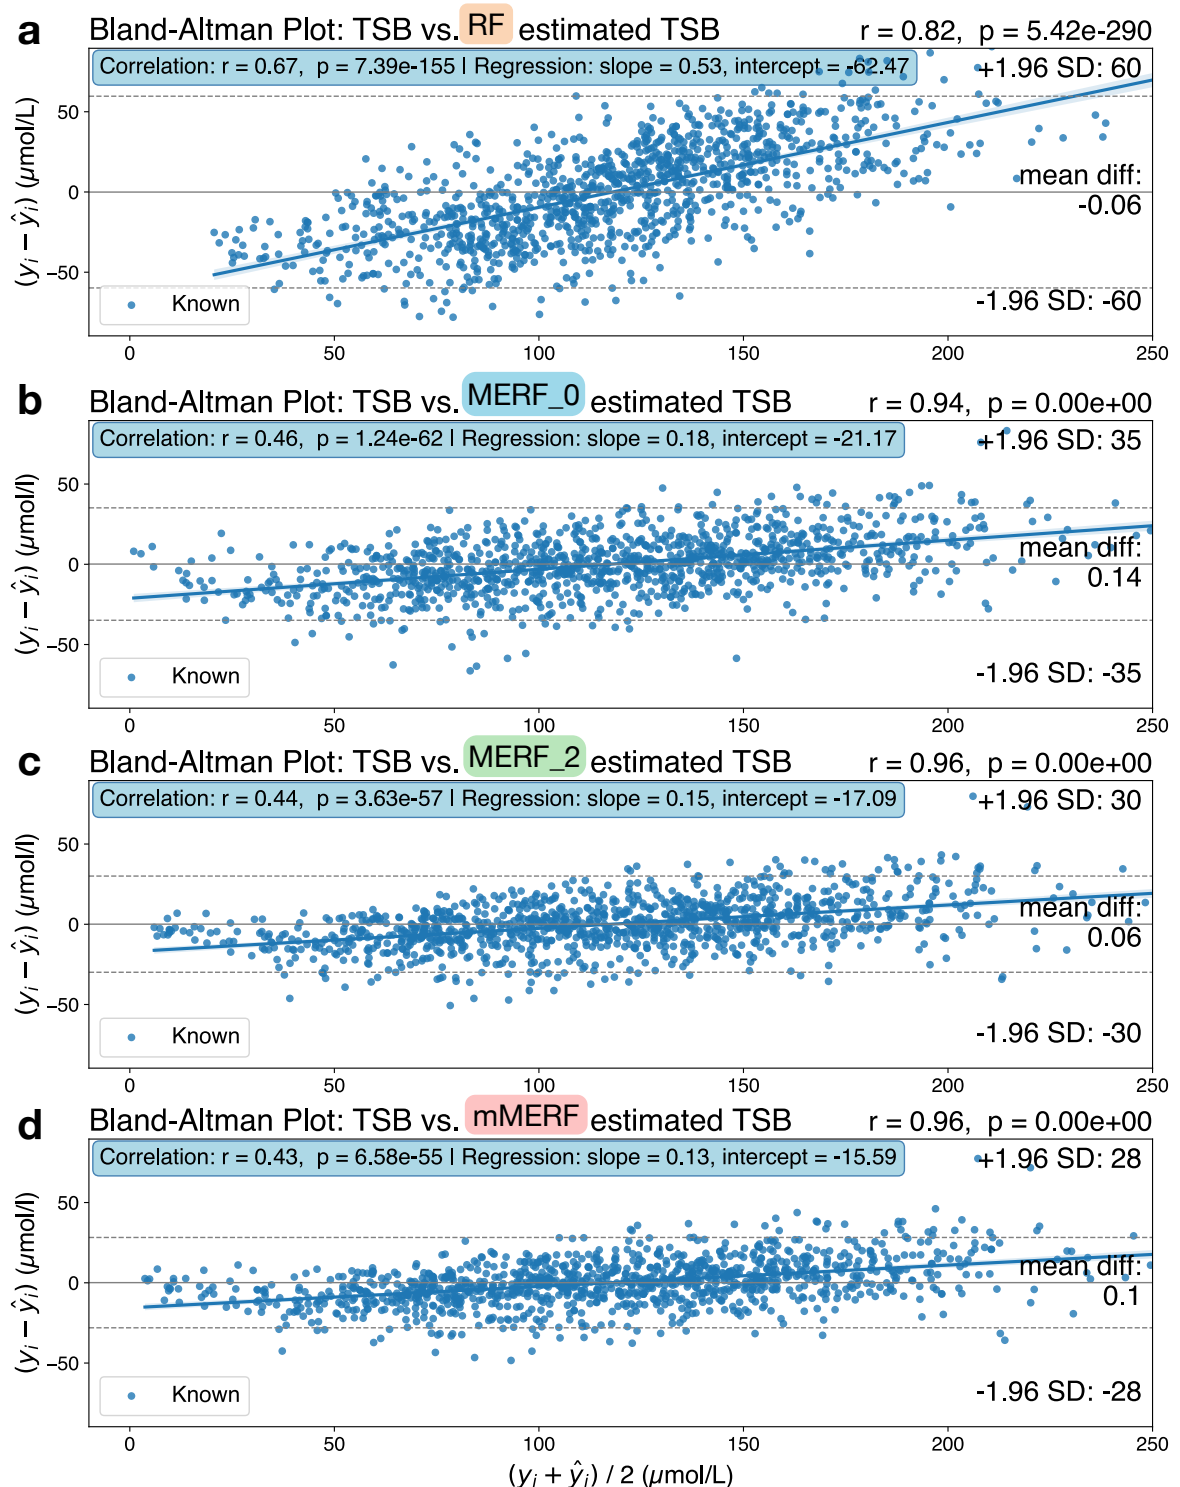 a Bland-Altman Plot: TSB vs. RF estimated TSB r = 0.82, p = 5.42e-290
Correlation: r = 0.67, p = 7.39e-155 | Regression: slope = 0.53, intercept = -62.47
+1.96 SD: 60
50
mean diff:
0
-0.06
−50
-1.96 SD: -60
Known
(yᵢ − ŷᵢ) (µmol/L)
0 50 100 150 200 250
b Bland-Altman Plot: TSB vs. MERF_0 estimated TSB r = 0.94, p = 0.00e+00
Correlation: r = 0.46, p = 1.24e-62 | Regression: slope = 0.18, intercept = -21.17
+1.96 SD: 35
50
mean diff:
0
0.14
−50
-1.96 SD: -35
Known
(yᵢ − ŷᵢ) (µmol/l)
0 50 100 150 200 250
c Bland-Altman Plot: TSB vs. MERF_2 estimated TSB r = 0.96, p = 0.00e+00
Correlation: r = 0.44, p = 3.63e-57 | Regression: slope = 0.15, intercept = -17.09
+1.96 SD: 30
50
mean diff:
0
0.06
−50
-1.96 SD: -30
Known
(yᵢ − ŷᵢ) (µmol/l)
0 50 100 150 200 250
d Bland-Altman Plot: TSB vs. mMERF estimated TSB r = 0.96, p = 0.00e+00
Correlation: r = 0.43, p = 6.58e-55 | Regression: slope = 0.13, intercept = -15.59
+1.96 SD: 28
50
mean diff:
0
0.1
−50
-1.96 SD: -28
Known
(yᵢ − ŷᵢ) (µmol/l)
0 50 100 150 200 250
(yᵢ + ŷᵢ) / 2 (µmol/L)